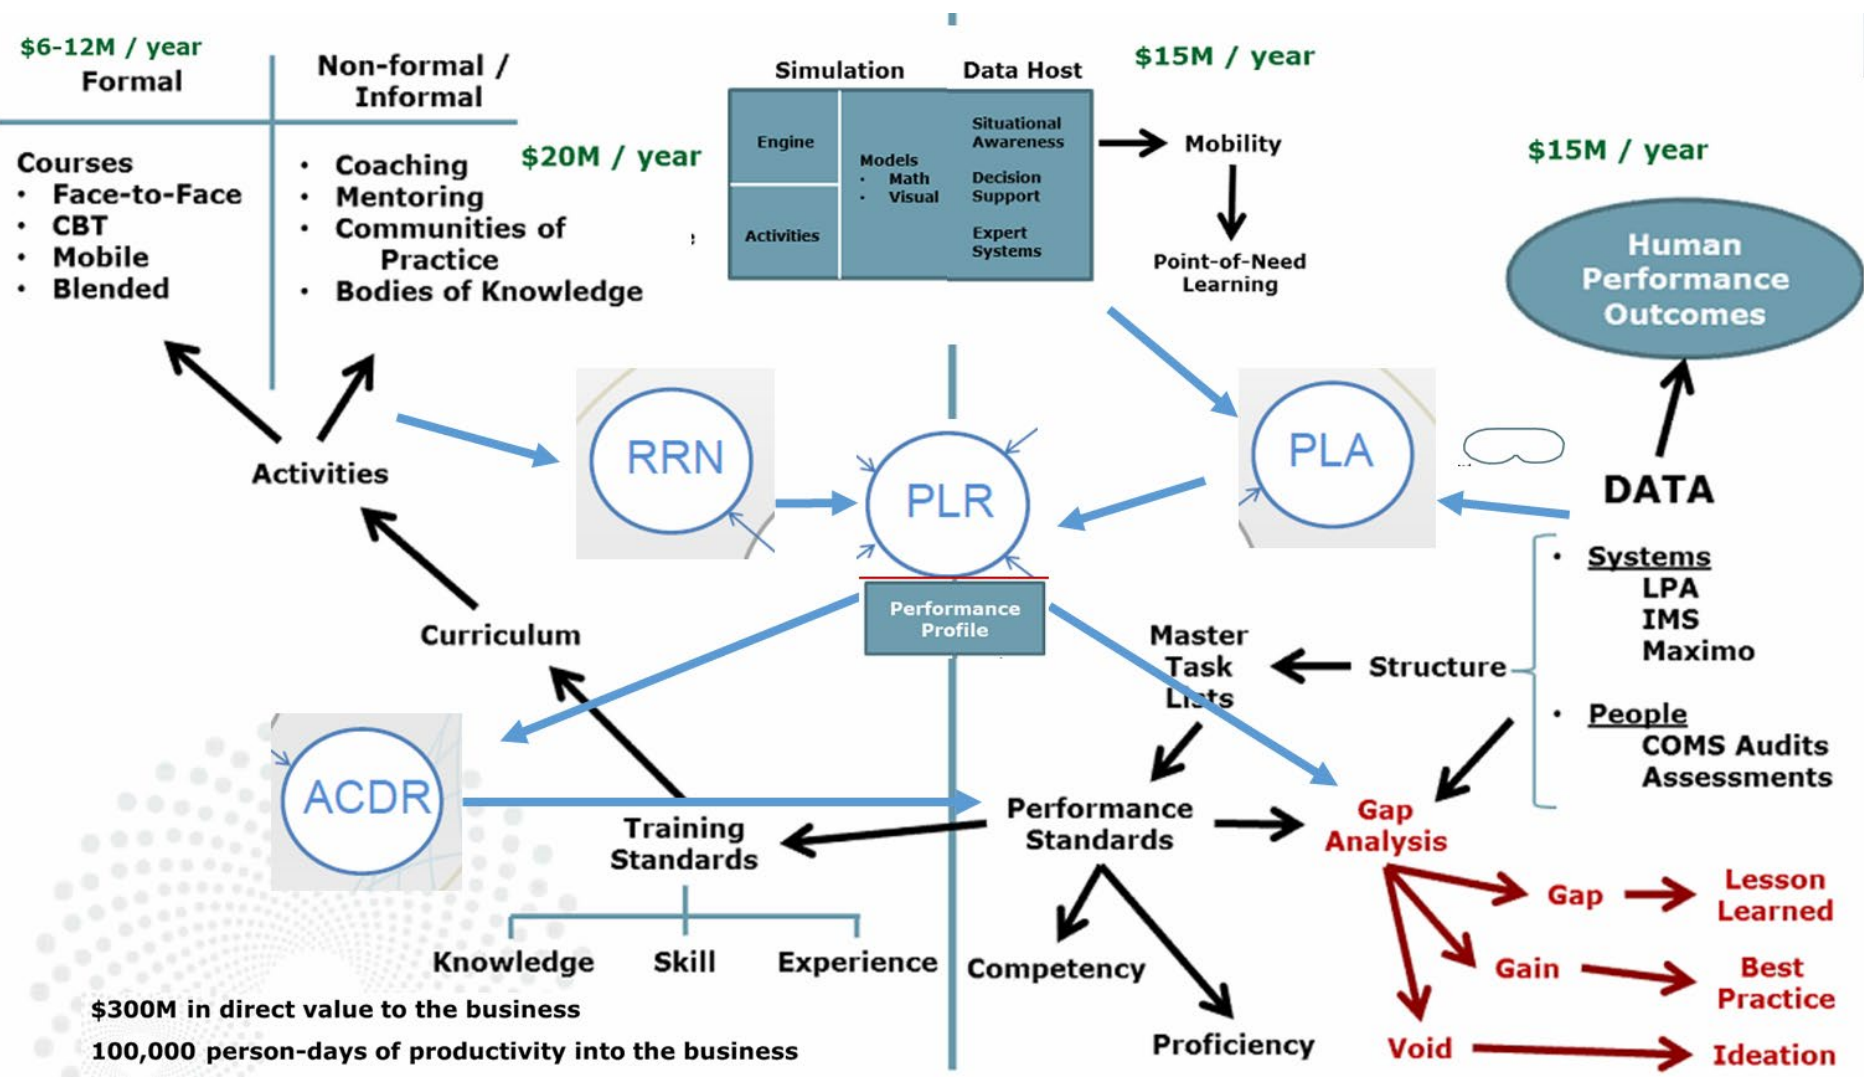 $6-12M / year
Formal
Non-formal /
Informal
Courses
• Face-to-Face
• CBT
• Mobile
• Blended
• Coaching
• Mentoring
• Communities of
Practice
• Bodies of Knowledge
$20M / year
Simulation
Data Host
Engine
Activities
Models
• Math
• Visual
Situational
Awareness
Decision
Support
Expert
Systems
$15M / year
Mobility
Point-of-Need
Learning
$15M / year
Human
Performance
Outcomes
Activities
RRN
PLR
PLA
DATA
• Systems
LPA
IMS
Maximo
• People
COMS Audits
Assessments
Curriculum
Performance
Profile
Master
Task
Lists
Structure
ACDR
Training
Standards
Performance
Standards
Gap
Analysis
Knowledge
Skill
Experience
Competency
Proficiency
Gap
Lesson
Learned
Gain
Best
Practice
Void
Ideation
$300M in direct value to the business
100,000 person-days of productivity into the business